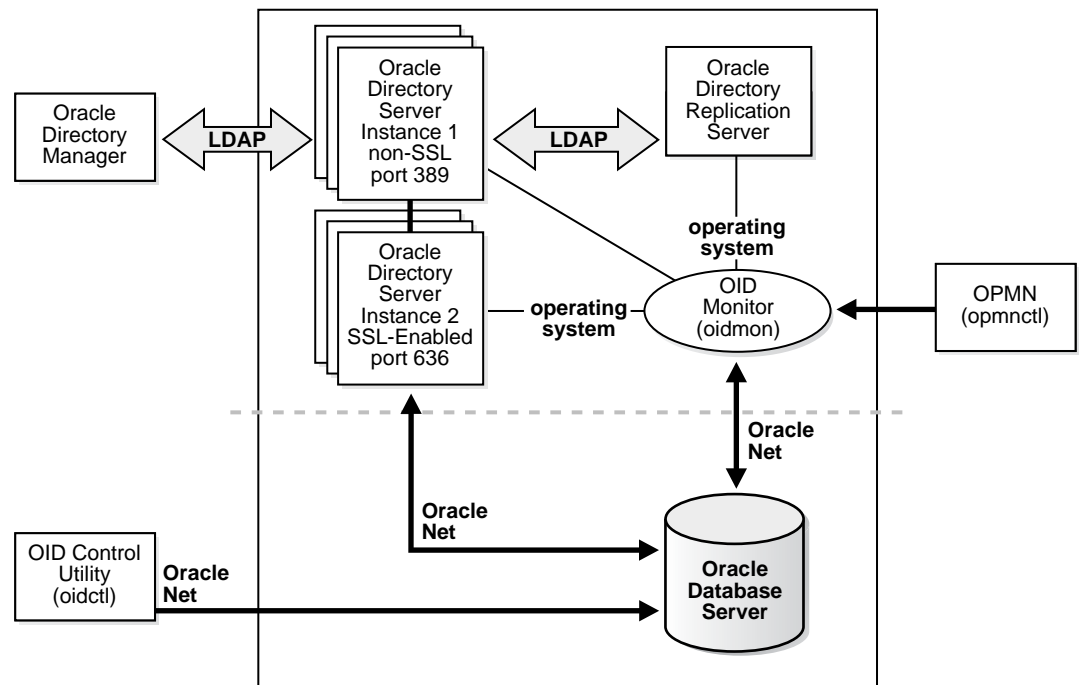 Oracle
Directory
Manager
LDAP
Oracle
Directory
Server
Instance 1
non-SSL
port 389
LDAP
Oracle
Directory
Replication
Server
Oracle
Directory
Server
Instance 2
SSL-Enabled
port 636
operating
system
operating
system
OID
Monitor
(oidmon)
OPMN
(opmnctl)
Oracle
Net
Oracle
Net
OID Control
Utility
(oidctl)
Oracle
Net
Oracle
Database
Server